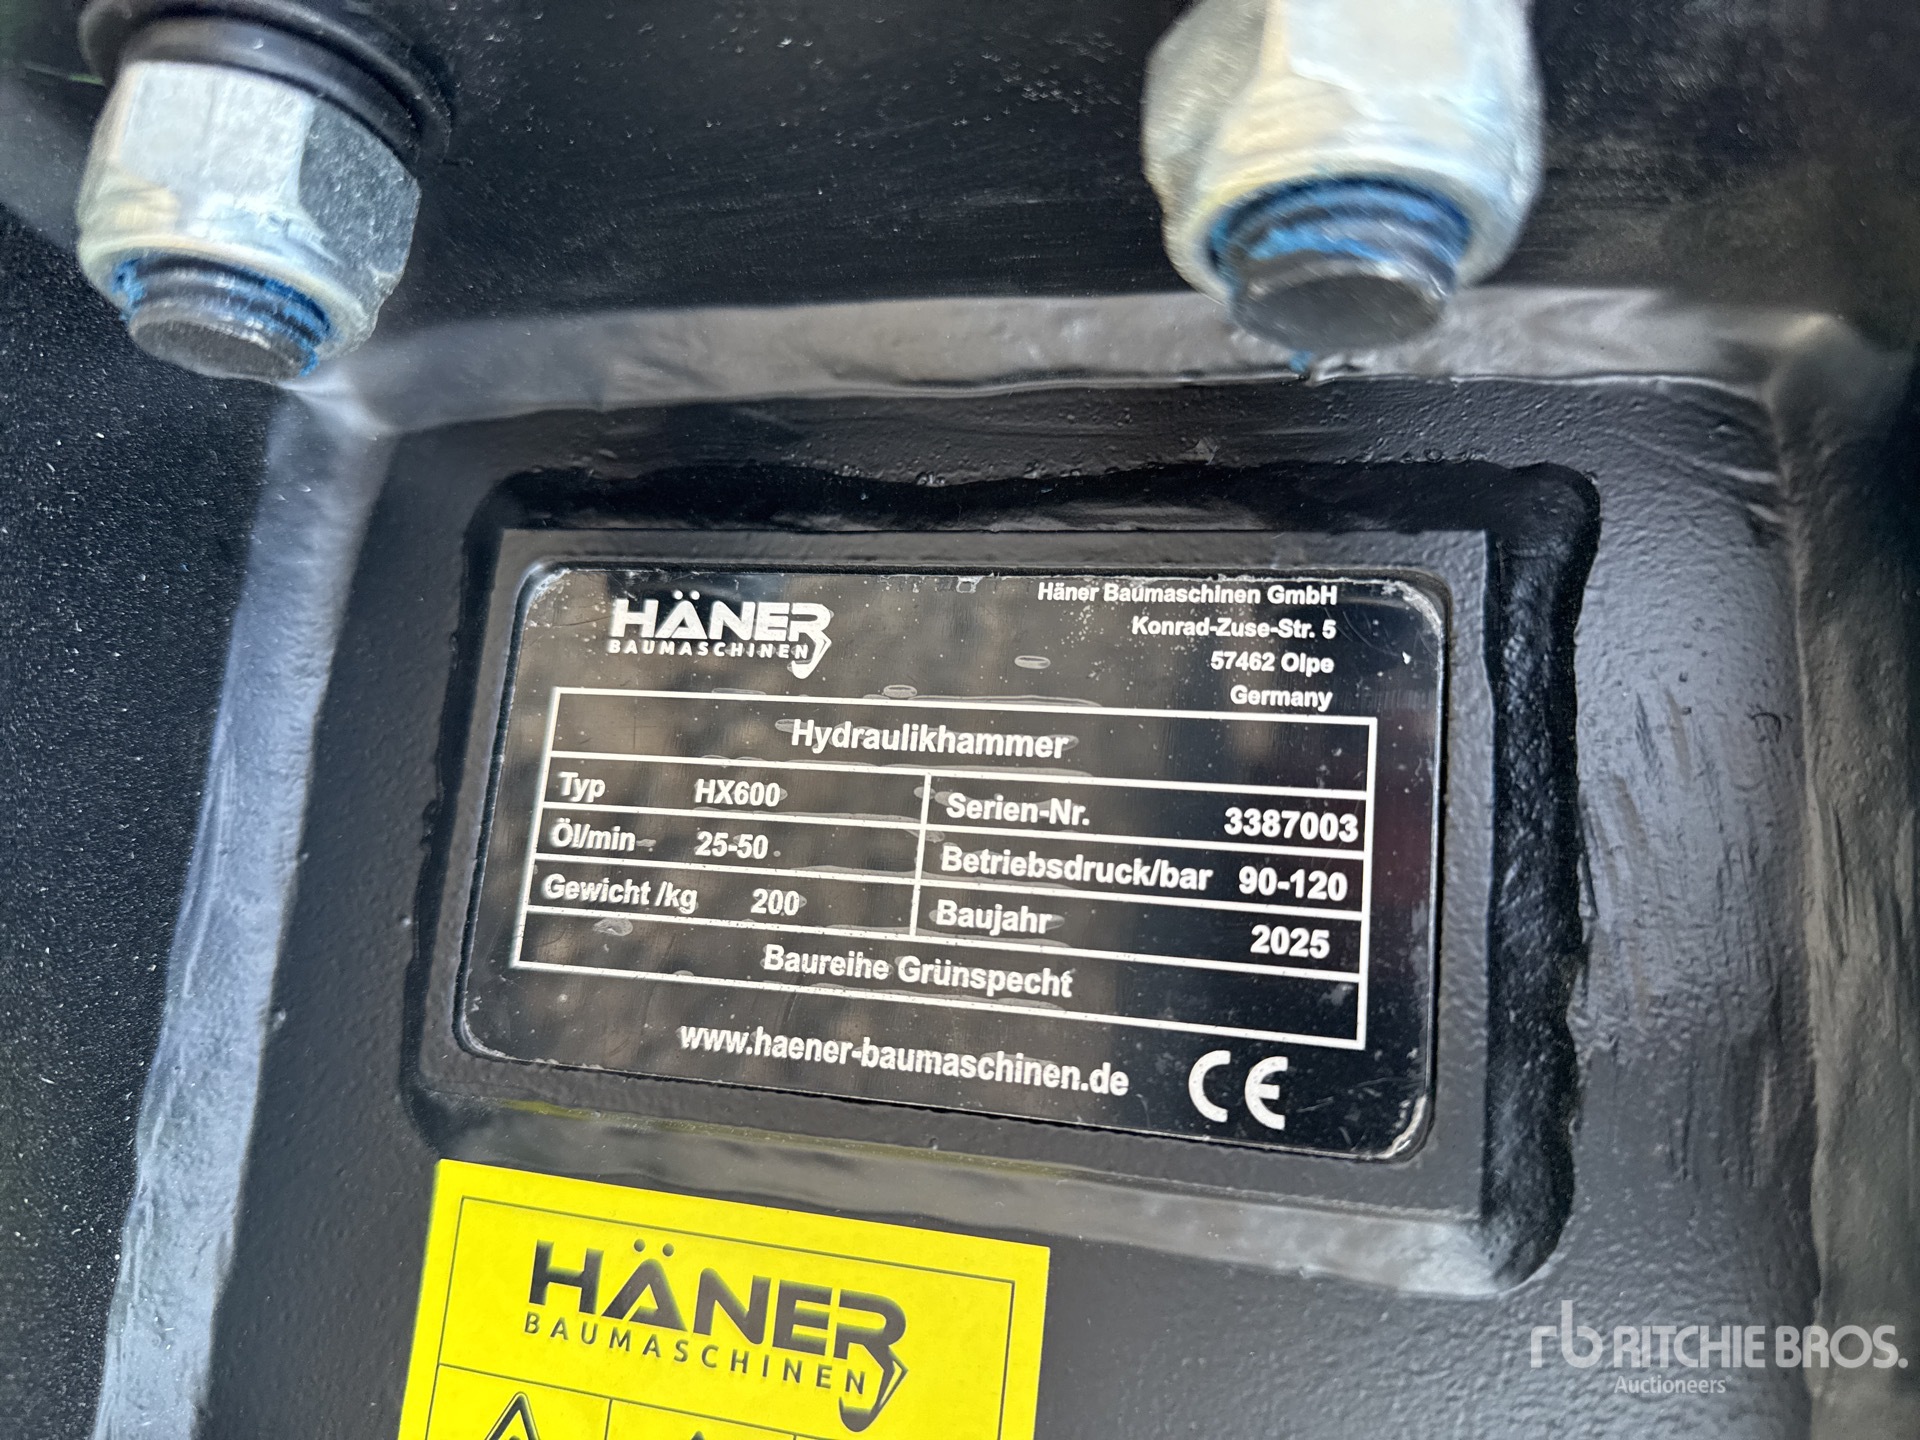 HÄNER
BAUMASCHINEN
Häner Baumaschinen GmbH
Konrad-Zuse-Str. 5
57462 Olpe
Germany
Hydraulikhammer
Typ HX600 Serien-Nr. 3387003
Öl/min 25-50 Betriebsdruck/bar 90-120
Gewicht /kg 200 Baujahr 2025
Baureihe Grünspecht
www.haener-baumaschinen.de CE
HÄNER
BAUMASCHINEN
rb RITCHIE BROS.
Auctioneers